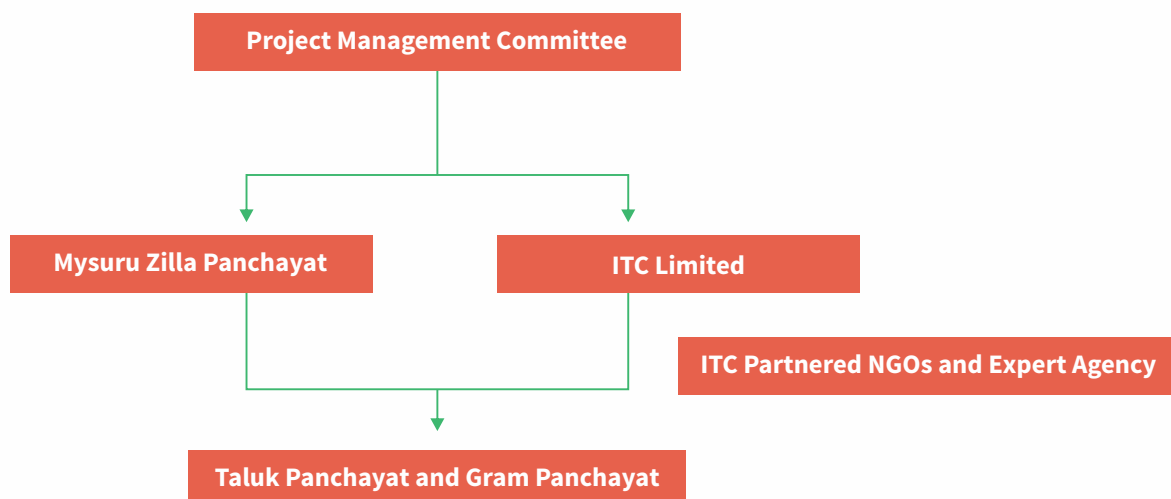 Project Management Committee
Mysuru Zilla Panchayat
ITC Limited
ITC Partnered NGOs and Expert Agency
Taluk Panchayat and Gram Panchayat